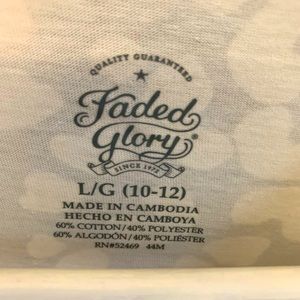 QUALITY GUARANTEED
Faded
Glory®
SINCE 1972
L/G (10-12)
MADE IN CAMBODIA
HECHO EN CAMBOYA
60% COTTON/40% POLYESTER
60% ALGODÓN/40% POLIÉSTER
RN#52469 44M